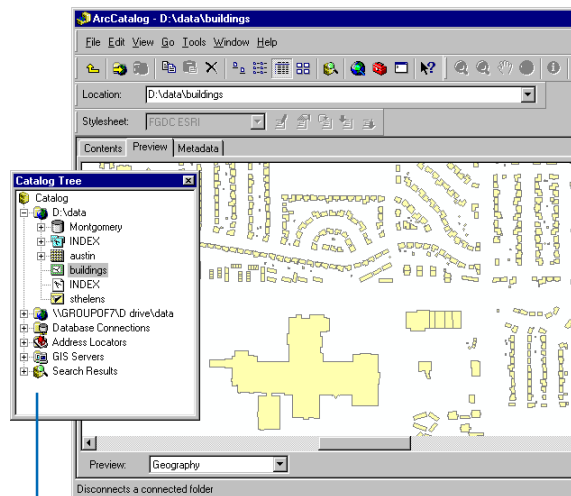 ArcCatalog - D:\data\buildings
File Edit View Go Tools Window Help
Location: D:\data\buildings
Stylesheet: FGDC ESRI
Contents Preview Metadata
Catalog Tree
Catalog
D:\data
Montgomery
INDEX
austin
buildings
INDEX
sthelens
\\GROUPOF7\D drive\data
Database Connections
Address Locators
GIS Servers
Search Results
Preview: Geography
Disconnects a connected folder